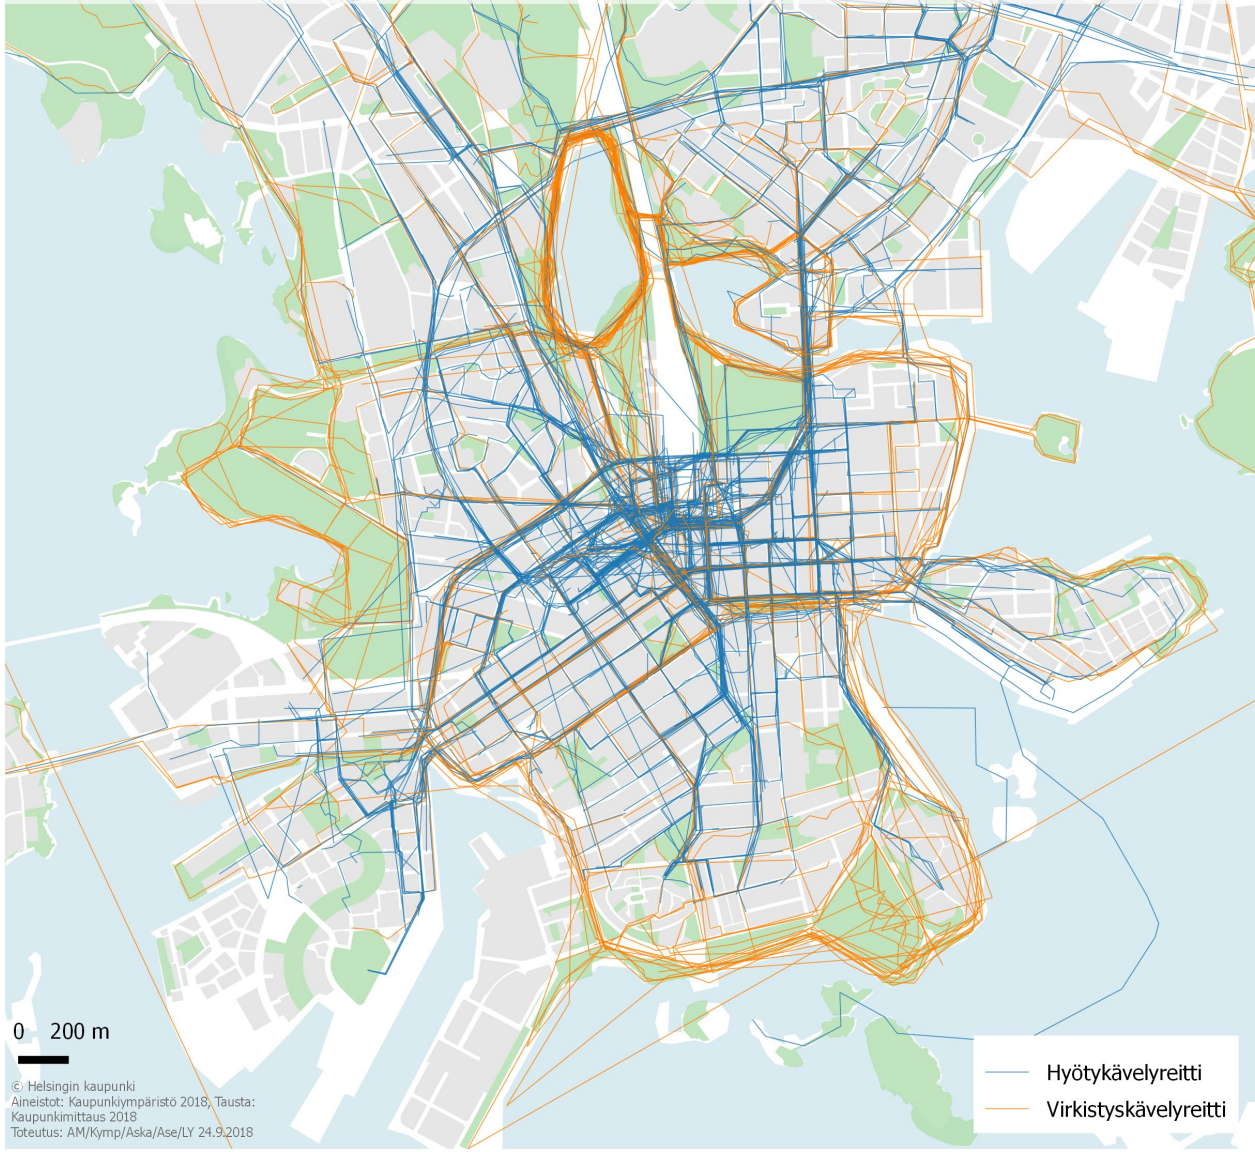 0 200 m
© Helsingin kaupunki
Aineistot: Kaupunkiympäristö 2018, Tausta:
Kaupunkimittaus 2018
Toteutus: AM/Kymp/Aska/Ase/LY 24.9.2018
Hyötykävelyreitti
Virkistyskävelyreitti